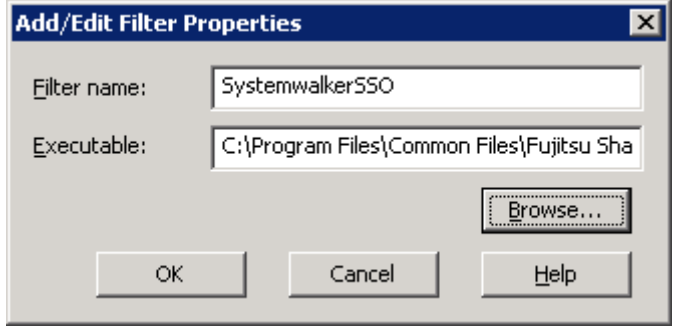 Add/Edit Filter Properties
Filter name: SystemwalkerSSO
Executable: C:\Program Files\Common Files\Fujitsu Sha
Browse...
OK Cancel Help